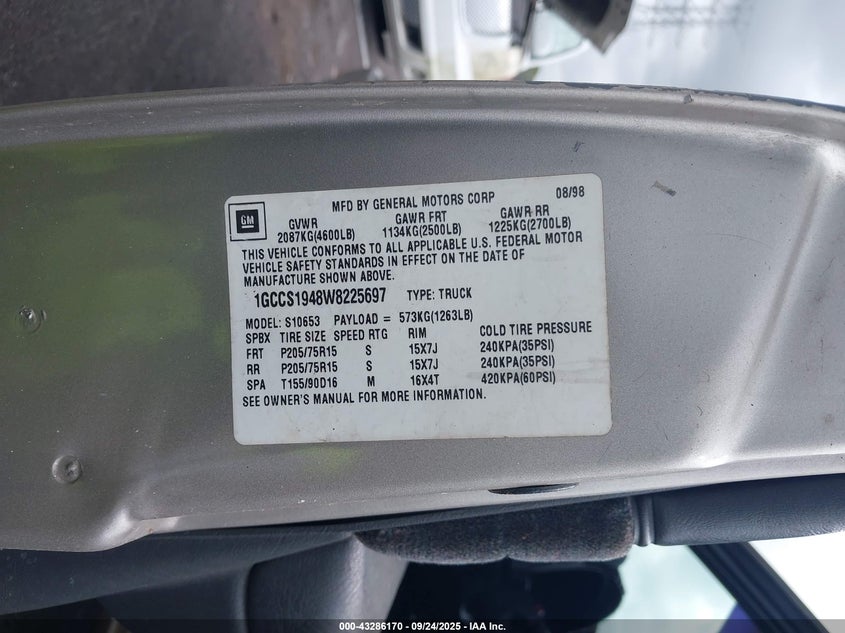 GM
MFD BY GENERAL MOTORS CORP 08/98
GVWR GAWR FRT GAWR RR
2087KG(4600LB) 1134KG(2500LB) 1225KG(2700LB)
THIS VEHICLE CONFORMS TO ALL APPLICABLE U.S. FEDERAL MOTOR
VEHICLE SAFETY STANDARDS IN EFFECT ON THE DATE OF
MANUFACTURE SHOWN ABOVE.
1GCCS1948W8225697 TYPE: TRUCK
MODEL: S10653 PAYLOAD = 573KG(1263LB)
SPBX TIRE SIZE SPEED RTG RIM COLD TIRE PRESSURE
FRT P205/75R15 S 15X7J 240KPA(35PSI)
RR P205/75R15 S 15X7J 240KPA(35PSI)
SPA T155/90D16 M 16X4T 420KPA(60PSI)
SEE OWNER'S MANUAL FOR MORE INFORMATION.
000-43286170 - 09/24/2025 - IAA Inc.